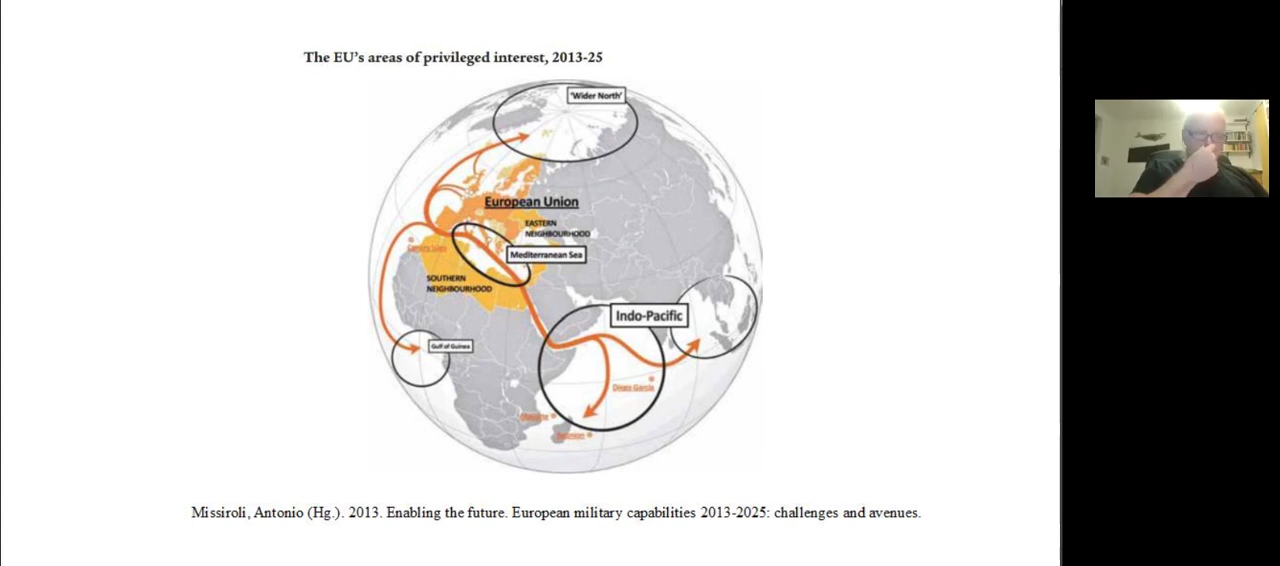 The EU's areas of privileged interest, 2013-25
'Wider North'
European Union
EASTERN
NEIGHBOURHOOD
Mediterranean Sea
SOUTHERN
NEIGHBOURHOOD
Indo-Pacific
Gulf of Guinea
Diego Garcia
Missiroli, Antonio (Hg.). 2013. Enabling the future. European military capabilities 2013-2025: challenges and avenues.